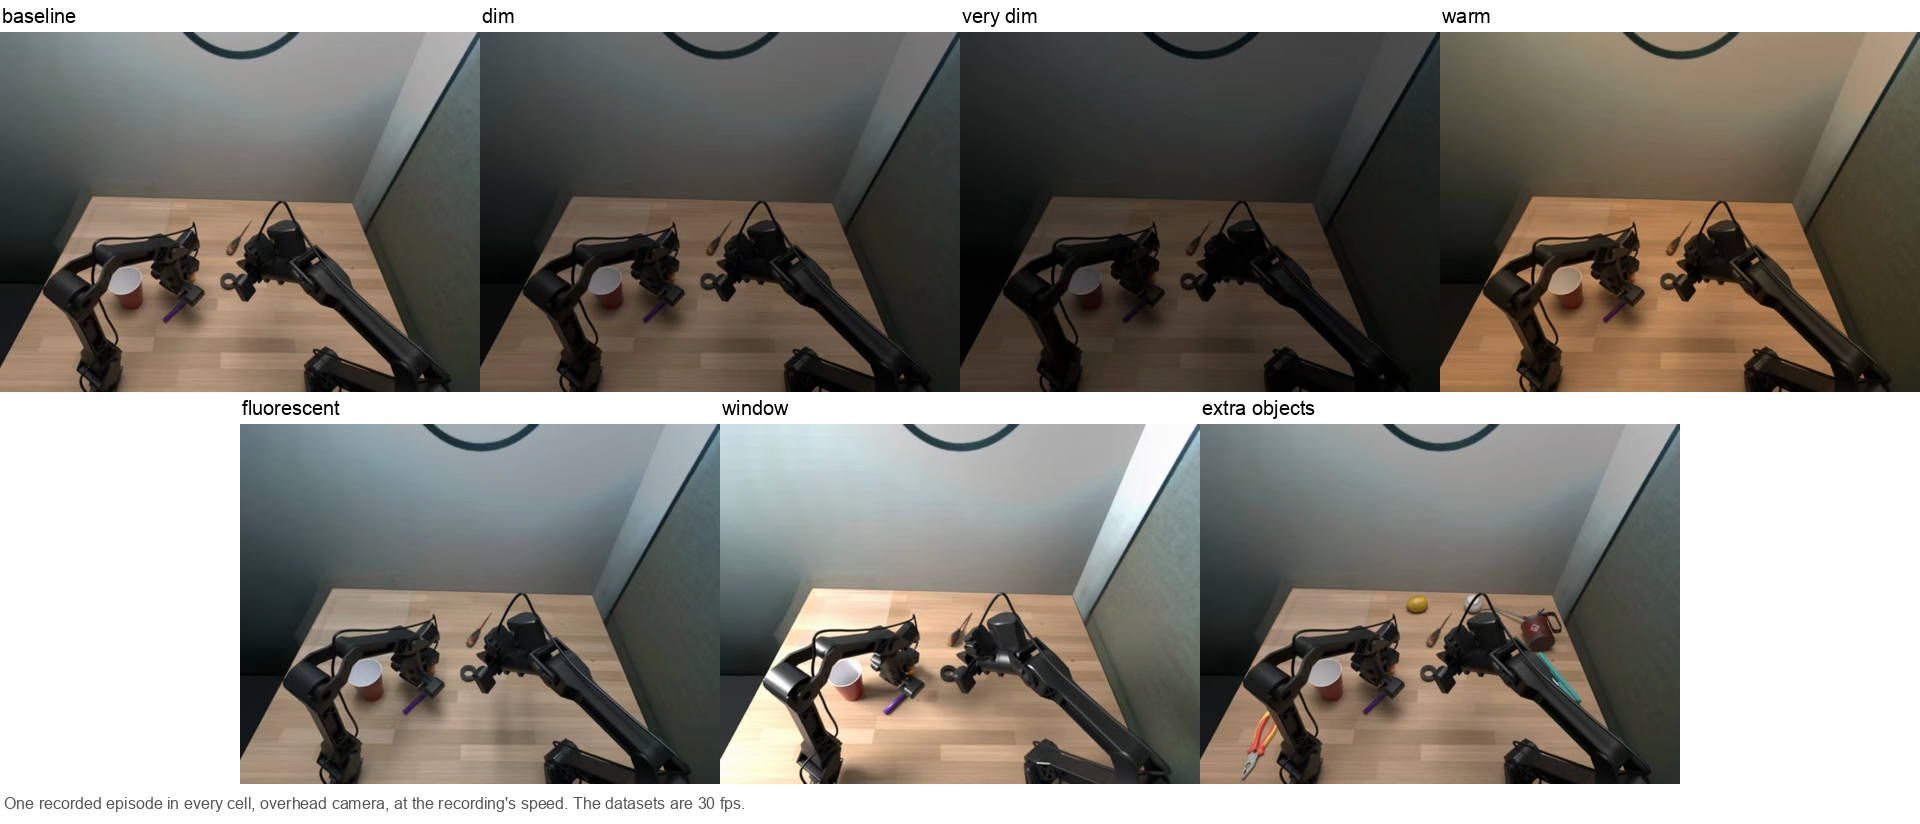 baseline
dim
very dim
warm
fluorescent
window
extra objects
One recorded episode in every cell, overhead camera, at the recording's speed. The datasets are 30 fps.